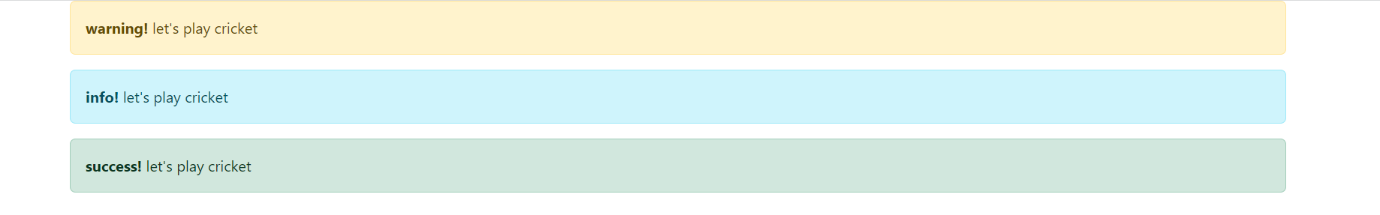 warning! let's play cricket
info! let's play cricket
success! let's play cricket